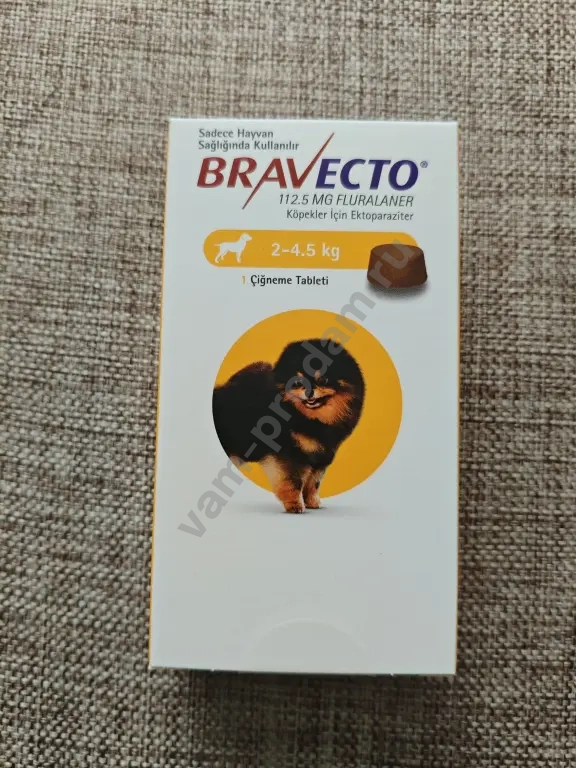 Sadece Hayvan
Sağlığında Kullanılır
BRAVECTO®
112.5 MG FLURALANER
Köpekler İçin Ektoparaziter
2-4.5 kg
1 Çiğneme Tableti
vam-prodam.ru